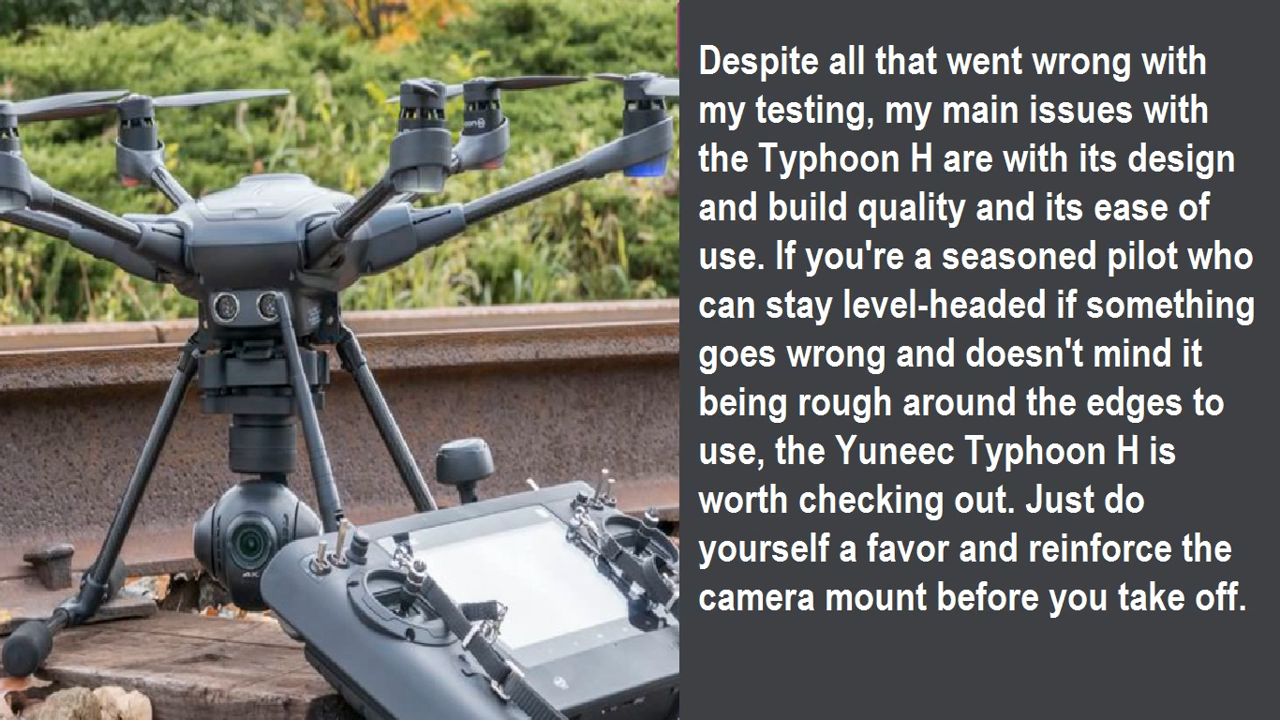 Despite all that went wrong with
my testing, my main issues with
the Typhoon H are with its design
and build quality and its ease of
use. If you're a seasoned pilot who
can stay level-headed if something
goes wrong and doesn't mind it
being rough around the edges to
use, the Yuneec Typhoon H is
worth checking out. Just do
yourself a favor and reinforce the
camera mount before you take off.